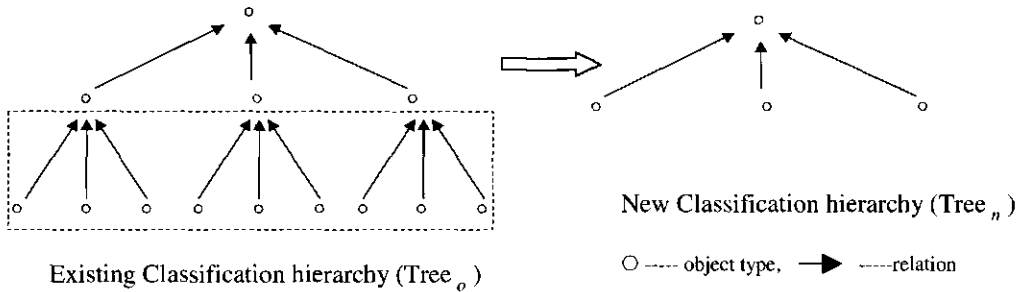 New Classification hierarchy (Tree n)
Existing Classification hierarchy (Tree o)
---- object type, ----relation